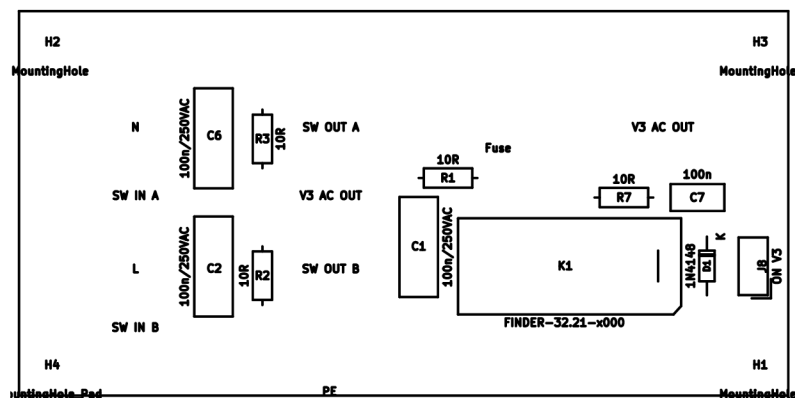 H2
H3
MountingHole
MountingHole
N
100n/250VAC
C6
R3
10R
SW OUT A
V3 AC OUT
Fuse
10R
R1
100n
10R
R7
C7
SW IN A
V3 AC OUT
C1
100n/250VAC
K
L
100n/250VAC
C2
10R
R2
SW OUT B
K1
1N4148
D1
J8
ON V3
SW IN B
FINDER-32.21-x000
H4
H1
MountingHole_Pad
PE
MountingHole